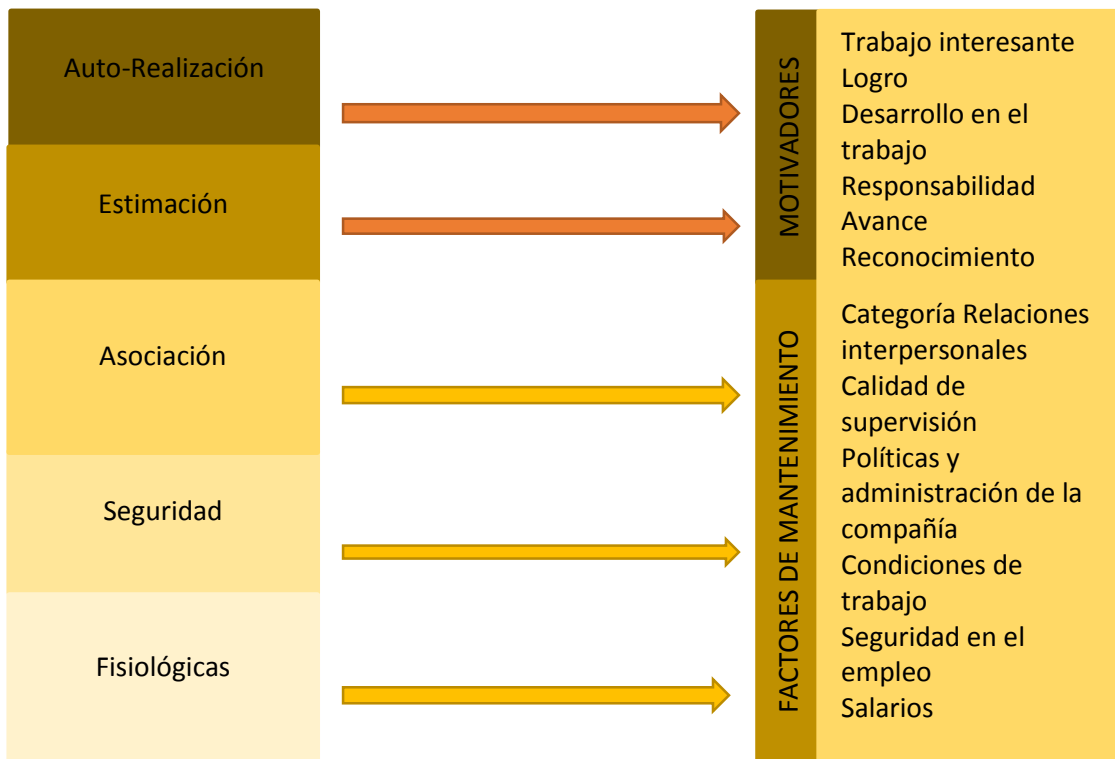 Auto-Realización
Estimación
Asociación
Seguridad
Fisiológicas
MOTIVADORES
Trabajo interesante
Logro
Desarrollo en el
trabajo
Responsabilidad
Avance
Reconocimiento
FACTORES DE MANTENIMIENTO
Categoría Relaciones
interpersonales
Calidad de
supervisión
Políticas y
administración de la
compañía
Condiciones de
trabajo
Seguridad en el
empleo
Salarios